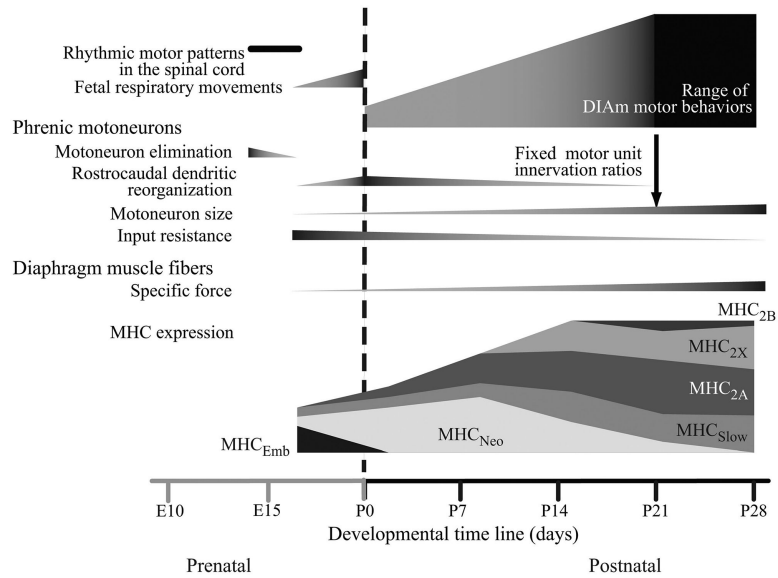 Rhythmic motor patterns
in the spinal cord
Fetal respiratory movements
Range of
DIAm motor behaviors
Phrenic motoneurons
Motoneuron elimination
Rostrocaudal dendritic
reorganization
Fixed motor unit
innervation ratios
Motoneuron size
Input resistance
Diaphragm muscle fibers
Specific force
MHC expression
MHC2B
MHC2X
MHC2A
MHCSlow
MHCNeo
MHCEmb
E10 E15 P0 P7 P14 P21 P28
Developmental time line (days)
Prenatal Postnatal